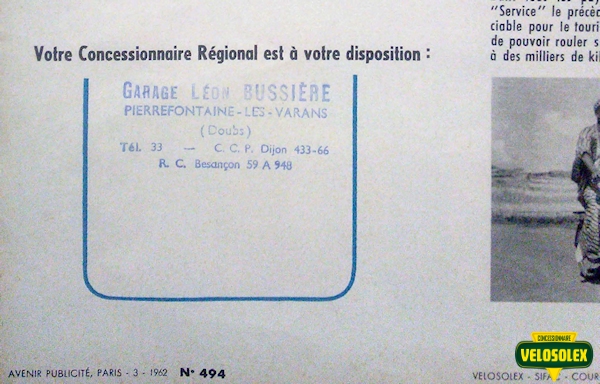 "Service" le précé
ciable pour le touri
de pouvoir rouler s
à des milliers de kil
Votre Concessionnaire Régional est à votre disposition :
GARAGE LÉON BUSSIÈRE
PIERREFONTAINE-LES-VARANS
(Doubs)
Tél. 33 — C. C. P. Dijon 433-66
R. C. Besançon 59 A 948
AVENIR PUBLICITÉ, PARIS - 3 - 1962 N° 494
CONCESSIONNAIRE
VELOSOLEX
VELOSOLEX - SIFAC - COUR